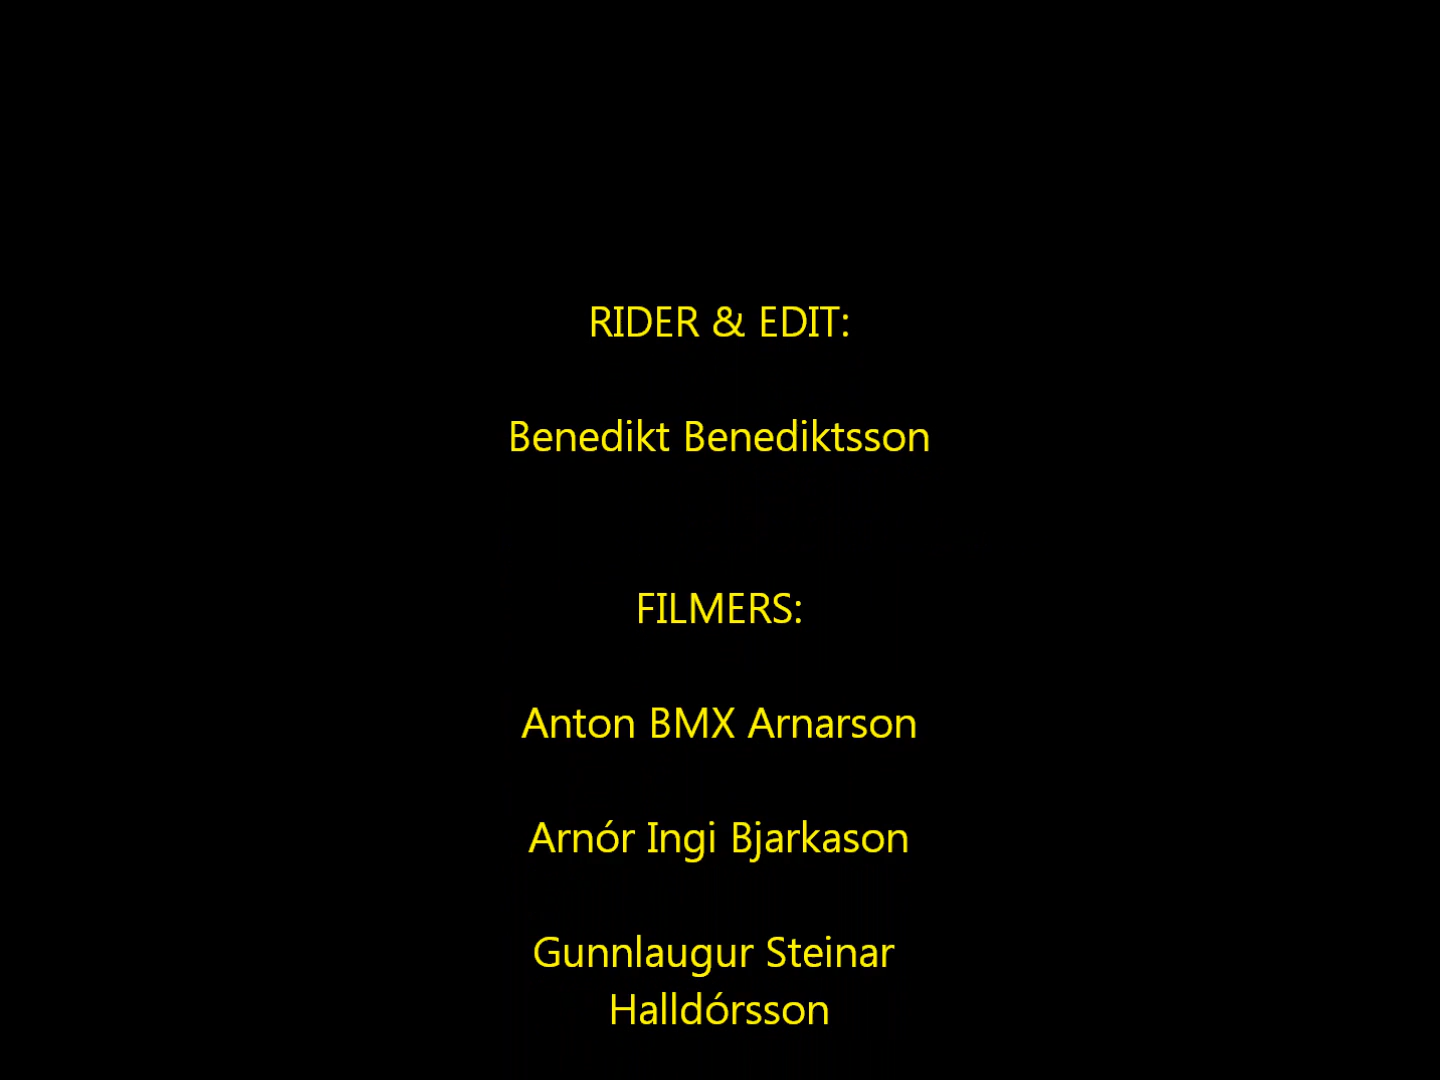 RIDER & EDIT:
Benedikt Benediktsson
FILMERS:
Anton BMX Arnarson
Arnór Ingi Bjarkason
Gunnlaugur Steinar
Halldórsson